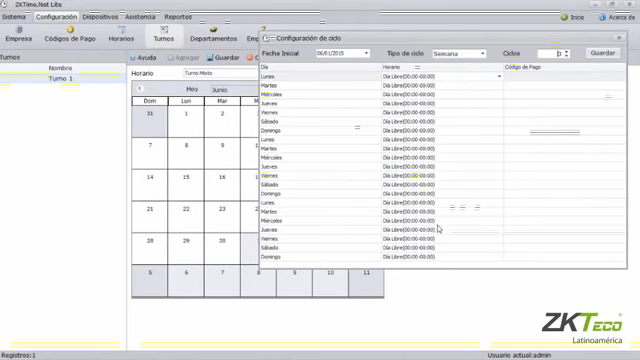 ZKTime.Net Lite
Sistema Configuración Dispositivos Asistencia Reportes
Inicio Acerca de
Empresa Códigos de Pago Horarios Turnos Departamentos
Turnos
Nombre
Turno 1
Ayuda Agregar Guardar
Horario Turno Mixto
Hoy Junio
Dom Lun Mar
31 1 2
7 8 9
14 15 16
21 22 23
28 29 30
5 6 7 8 9 10 11
Configuración de ciclo
Fecha Inicial 06/01/2015 Tipo de ciclo Semana Ciclos Guardar
Día Horario Código de Pago
Lunes Día Libre(00:00-00:00)
Martes Día Libre(00:00-00:00)
Miércoles Día Libre(00:00-00:00)
Jueves Día Libre(00:00-00:00)
Viernes Día Libre(00:00-00:00)
Sábado Día Libre(00:00-00:00)
Domingo Día Libre(00:00-00:00)
Lunes Día Libre(00:00-00:00)
Martes Día Libre(00:00-00:00)
Miércoles Día Libre(00:00-00:00)
Jueves Día Libre(00:00-00:00)
Viernes Día Libre(00:00-00:00)
Sábado Día Libre(00:00-00:00)
Domingo Día Libre(00:00-00:00)
Lunes Día Libre(00:00-00:00)
Martes Día Libre(00:00-00:00)
Miércoles Día Libre(00:00-00:00)
Jueves Día Libre(00:00-00:00)
Viernes Día Libre(00:00-00:00)
Sábado Día Libre(00:00-00:00)
Domingo Día Libre(00:00-00:00)
ZKTeco
Latinoamérica
Registros:1 Usuario actual:admin